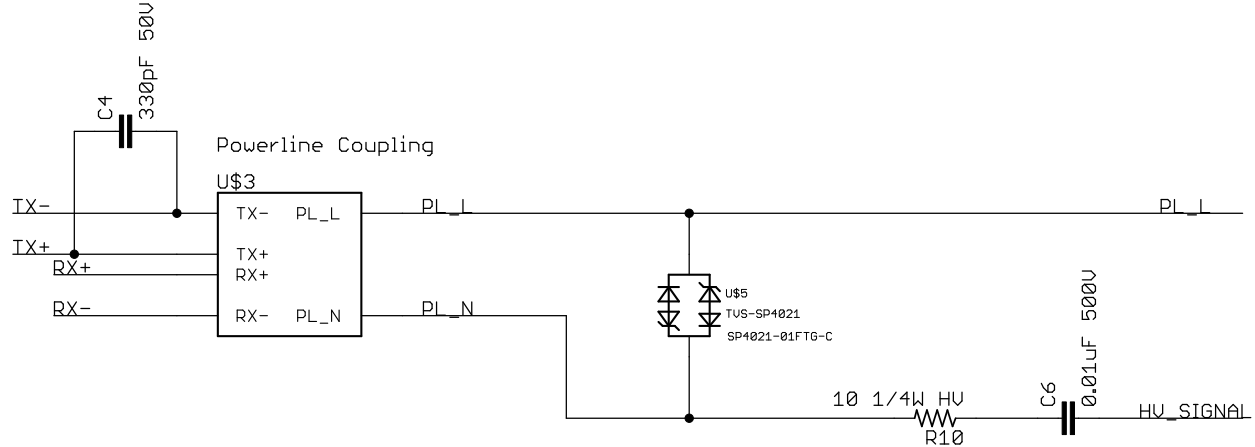 C4
330pF 50V
Powerline Coupling
U$3
TX-
TX- PL_L
PL_L
PL_L
TX+
TX+
RX+
RX+
RX-
RX- PL_N
PL_N
U$5
TVS-SP4021
SP4021-01FTG-C
10 1/4W HV
R10
C6
0.01uF 500V
HV_SIGNAL